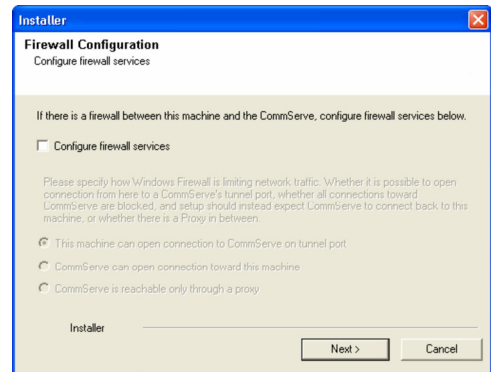 Installer
Firewall Configuration
Configure firewall services
If there is a firewall between this machine and the CommServe, configure firewall services below.
Configure firewall services
Please specify how Windows Firewall is limiting network traffic. Whether it is possible to open
connection from here to a CommServe's tunnel port, whether all connections toward
CommServe are blocked, and setup should instead expect CommServe to connect back to this
machine, or whether there is a Proxy in between.
This machine can open connection to CommServe on tunnel port
CommServe can open connection toward this machine
CommServe is reachable only through a proxy
Installer
Next >
Cancel